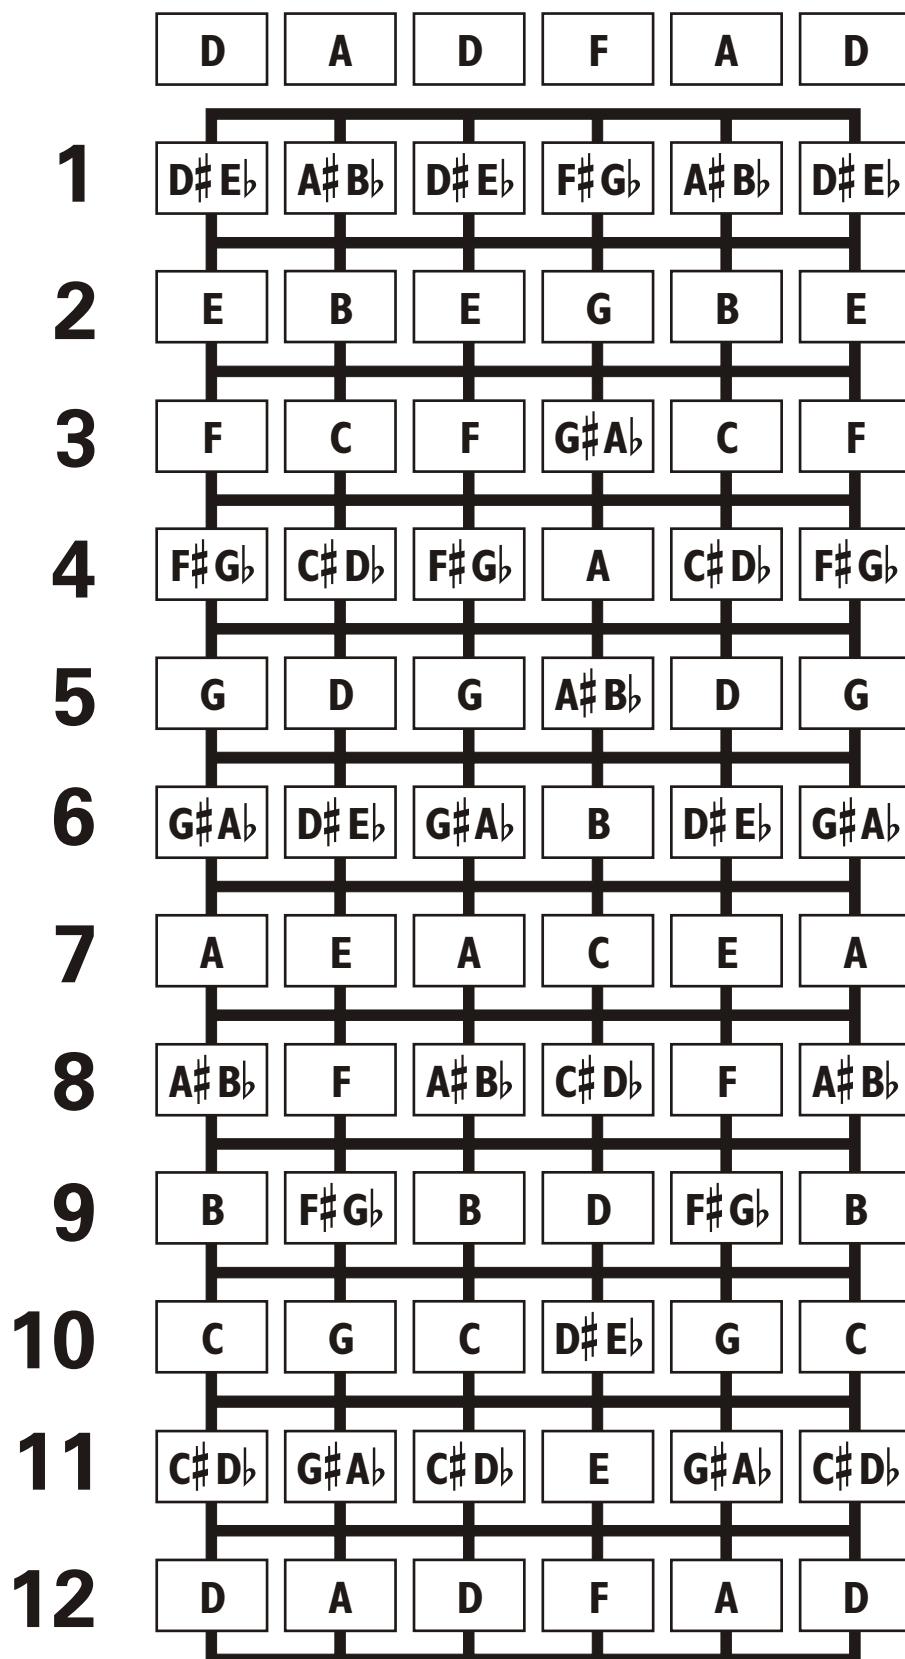 D A D F A D
1 D♯E♭ A♯B♭ D♯E♭ F♯G♭ A♯B♭ D♯E♭
2 E B E G B E
3 F C F G♯A♭ C F
4 F♯G♭ C♯D♭ F♯G♭ A C♯D♭ F♯G♭
5 G D G A♯B♭ D G
6 G♯A♭ D♯E♭ G♯A♭ B D♯E♭ G♯A♭
7 A E A C E A
8 A♯B♭ F A♯B♭ C♯D♭ F A♯B♭
9 B F♯G♭ B D F♯G♭ B
10 C G C D♯E♭ G C
11 C♯D♭ G♯A♭ C♯D♭ E G♯A♭ C♯D♭
12 D A D F A D